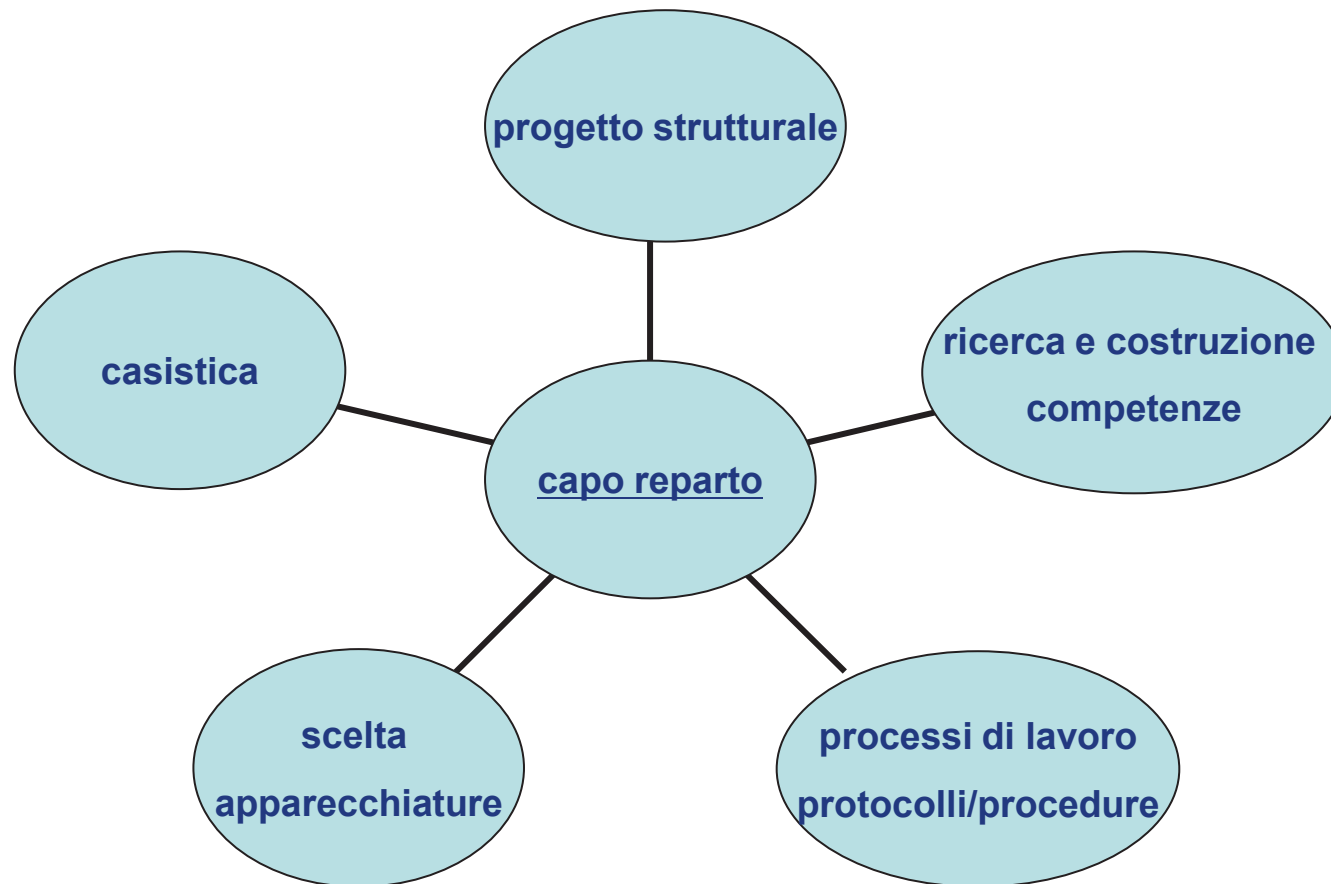 progetto strutturale
casistica
ricerca e costruzione
competenze
capo reparto
scelta
apparecchiature
processi di lavoro
protocolli/procedure